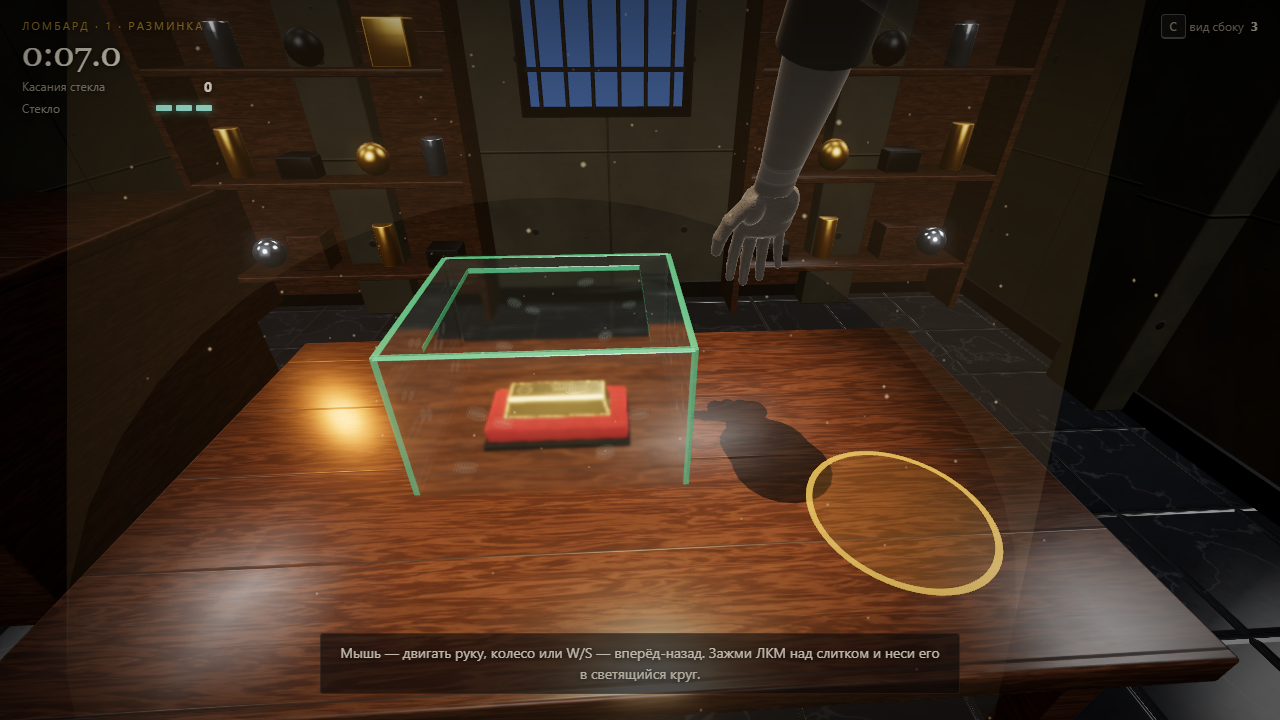 ЛОМБАРД · 1 · РАЗМИНКА
0:07.0
Касания стекла 0
Стекло
C вид сбоку 3
Мышь — двигать руку, колесо или W/S — вперёд-назад. Зажми ЛКМ над слитком и неси его
в светящийся круг.